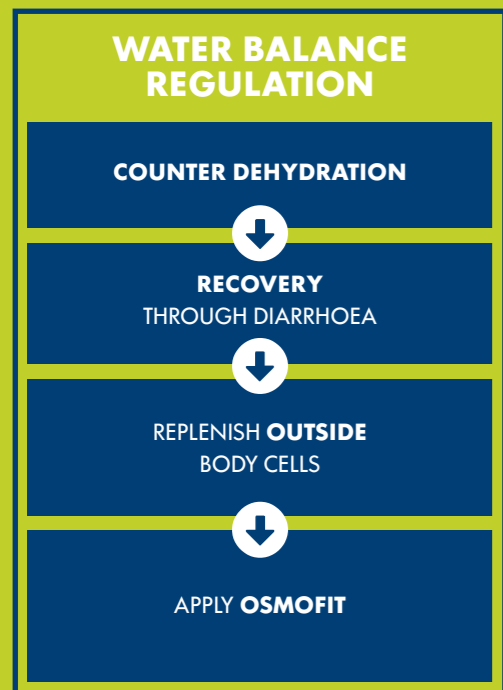 WATER BALANCE
REGULATION
COUNTER DEHYDRATION
RECOVERY
THROUGH DIARRHOEA
REPLENISH OUTSIDE
BODY CELLS
APPLY OSMOFIT